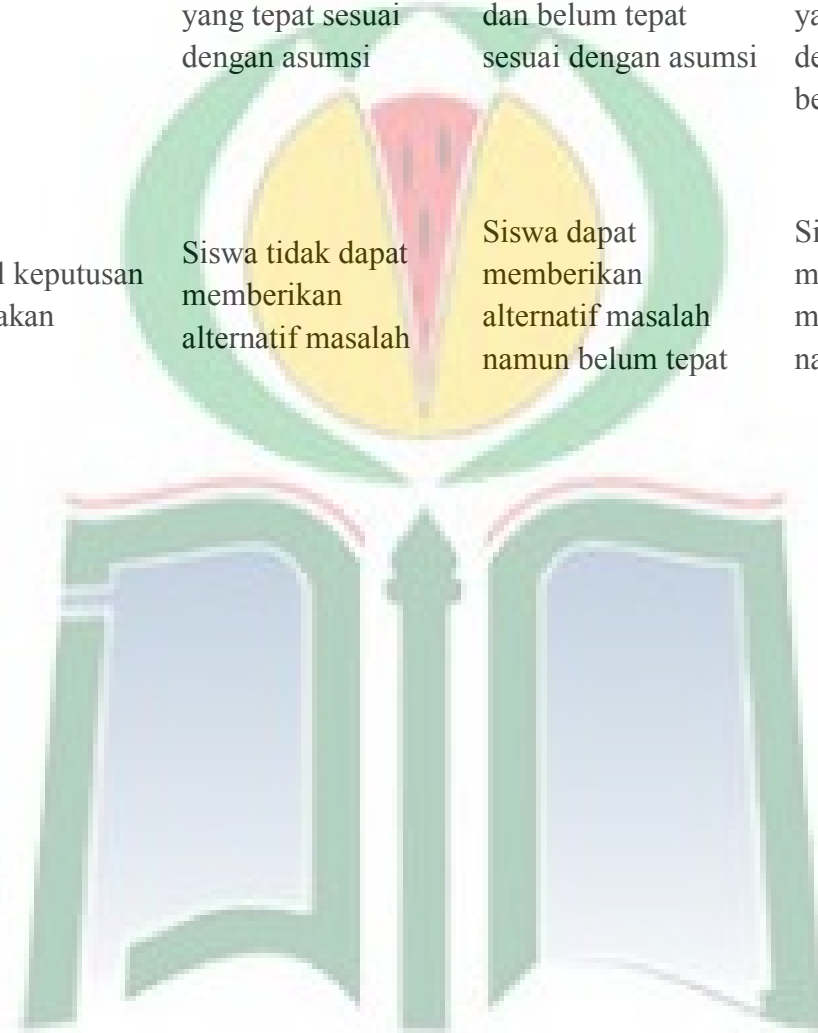 yang tepat sesuai
dengan asumsi
dan belum tepat
sesuai dengan asumsi
keputusan
Siswa tidak dapat
memberikan
alternatif masalah
Siswa dapat
memberikan
alternatif masalah
namun belum tepat